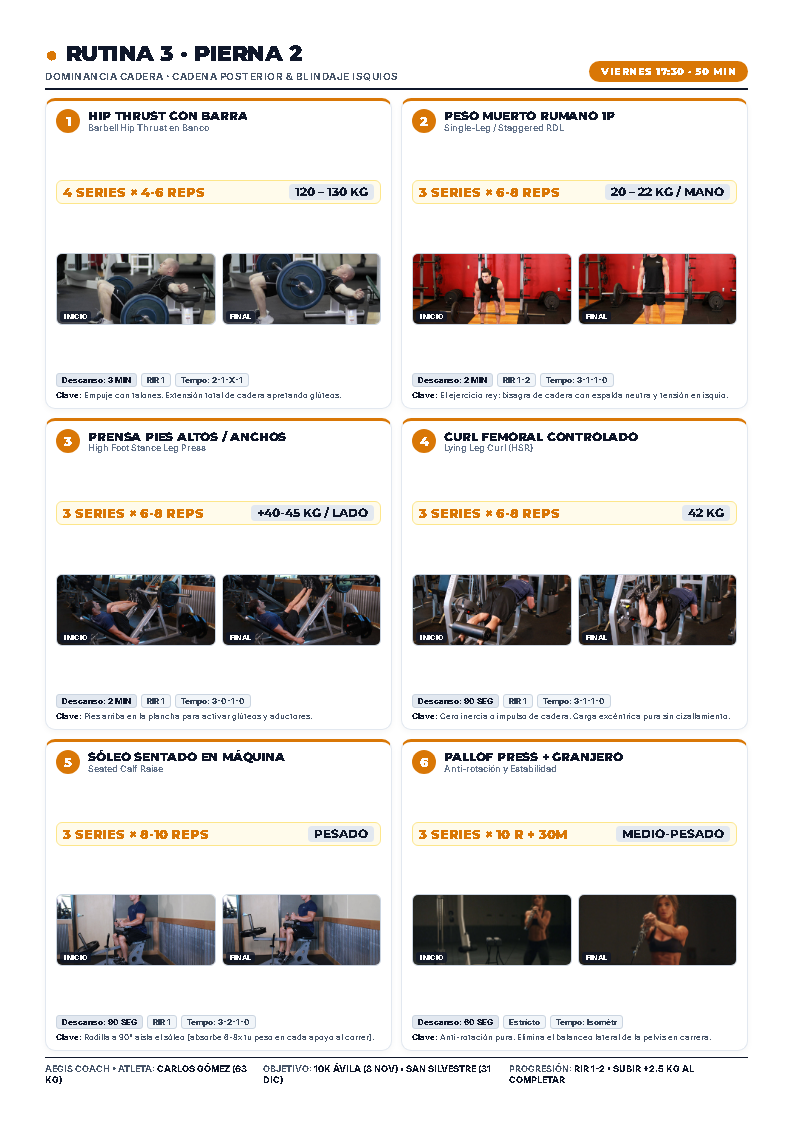 RUTINA 3 • PIERNA 2
DOMINANCIA CADERA • CADENA POSTERIOR & BLINDAJE ISQUIOS
VIERNES 17:30 · 50 MIN
1
HIP THRUST CON BARRA
Barbell Hip Thrust en Banco
4 SERIES × 4-6 REPS
120 – 130 KG
INICIO
FINAL
Descanso: 3 MIN
RIR 1
Tempo: 2-1-X-1
Clave: Empuje con talones. Extensión total de cadera apretando glúteos.
2
PESO MUERTO RUMANO 1P
Single-Leg / Staggered RDL
3 SERIES × 6-8 REPS
20 – 22 KG / MANO
INICIO
FINAL
Descanso: 2 MIN
RIR 1-2
Tempo: 3-1-1-0
Clave: El ejercicio rey: bisagra de cadera con espalda neutra y tensión en isquio.
3
PRENSA PIES ALTOS / ANCHOS
High Foot Stance Leg Press
3 SERIES × 6-8 REPS
+40-45 KG / LADO
INICIO
FINAL
Descanso: 2 MIN
RIR 1
Tempo: 3-0-1-0
Clave: Pies arriba en la plancha para activar glúteos y aductores.
4
CURL FEMORAL CONTROLADO
Lying Leg Curl (HSR)
3 SERIES × 6-8 REPS
42 KG
INICIO
FINAL
Descanso: 90 SEG
RIR 1
Tempo: 3-1-1-0
Clave: Cero inercia o impulso de cadera. Carga excéntrica pura sin cizallamiento.
5
SÓLEO SENTADO EN MÁQUINA
Seated Calf Raise
3 SERIES × 8-10 REPS
PESADO
INICIO
FINAL
Descanso: 90 SEG
RIR 1
Tempo: 3-2-1-0
Clave: Rodilla a 90° aísla el sóleo (absorbe 6-8x tu peso en cada apoyo al correr).
6
PALLOF PRESS + GRANJERO
Anti-rotación y Estabilidad
3 SERIES × 10 R + 30M
MEDIO-PESADO
INICIO
FINAL
Descanso: 60 SEG
Estricto
Tempo: Isométr
Clave: Anti-rotación pura. Elimina el balanceo lateral de la pelvis en carrera.
AEGIS COACH • ATLETA: CARLOS GÓMEZ (63
KG)
OBJETIVO: 10K ÁVILA (8 NOV) • SAN SILVESTRE (31
DIC)
PROGRESIÓN: RIR 1-2 • SUBIR +2.5 KG AL
COMPLETAR